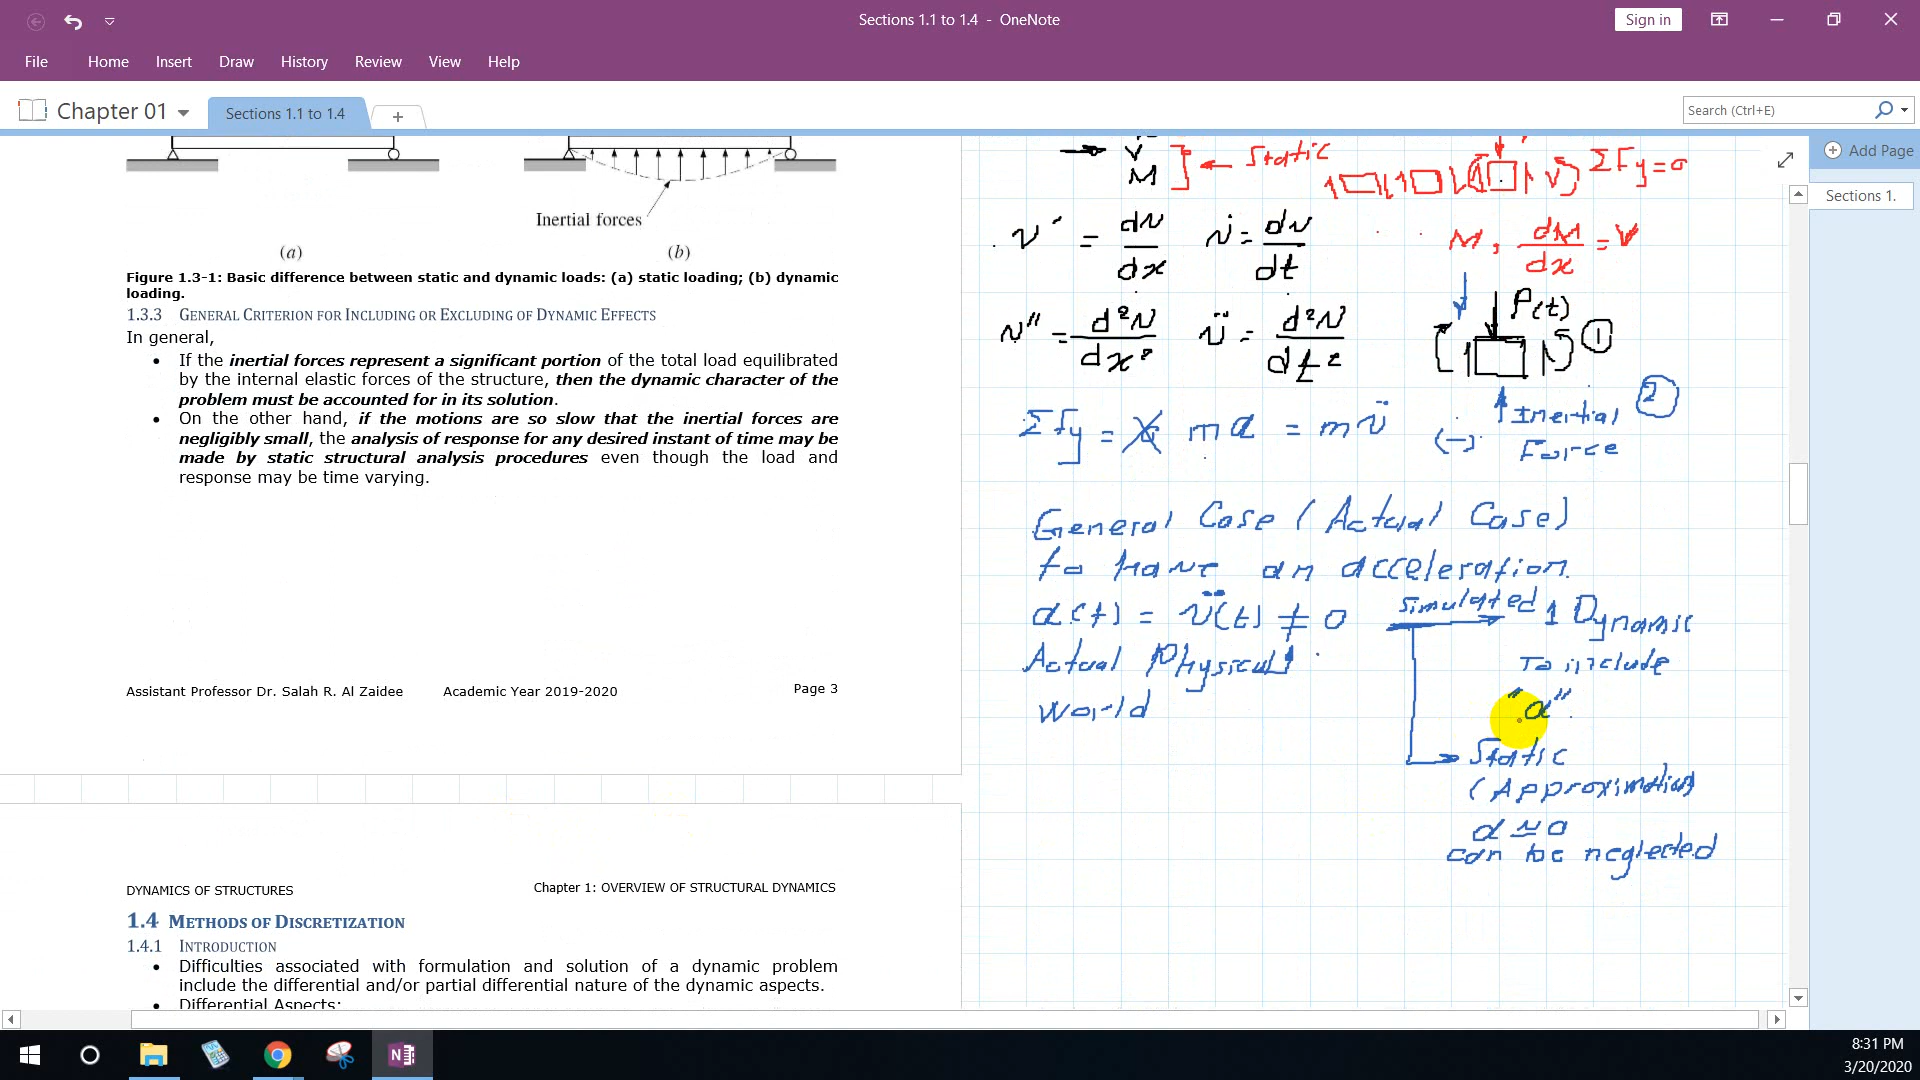 Sections 1.1 to 1.4 - OneNote
Sign in
File Home Insert Draw History Review View Help
Chapter 01
Sections 1.1 to 1.4
+
Search (Ctrl+E)
Add Page
Sections 1.
Inertial forces
(a)
(b)
Figure 1.3-1: Basic difference between static and dynamic loads: (a) static loading; (b) dynamic
loading.
1.3.3 GENERAL CRITERION FOR INCLUDING OR EXCLUDING OF DYNAMIC EFFECTS
In general,
• If the inertial forces represent a significant portion of the total load equilibrated
by the internal elastic forces of the structure, then the dynamic character of the
problem must be accounted for in its solution.
• On the other hand, if the motions are so slow that the inertial forces are
negligibly small, the analysis of response for any desired instant of time may be
made by static structural analysis procedures even though the load and
response may be time varying.
Assistant Professor Dr. Salah R. Al Zaidee Academic Year 2019-2020 Page 3
DYNAMICS OF STRUCTURES Chapter 1: OVERVIEW OF STRUCTURAL DYNAMICS
1.4 METHODS OF DISCRETIZATION
1.4.1 INTRODUCTION
• Difficulties associated with formulation and solution of a dynamic problem
include the differential and/or partial differential nature of the dynamic aspects.
• Differential Aspects:
V
M
Static
ΣFy=0
v' = dv/dx v̇ = dv/dt
M, dM/dx = V
v'' = d²v/dx² v̈ = d²v/dt²
P(t)
1
ΣFy = ma = mv̈
(-)
Inertial
Force
2
General Case (Actual Case)
to have an acceleration.
a(t) = v̈(t) ≠ 0
simulated
1 Dynamic
To include
"a".
Actual Physical
World
Static
(Approximation)
a ≃ 0
can be neglected
8:31 PM
3/20/2020